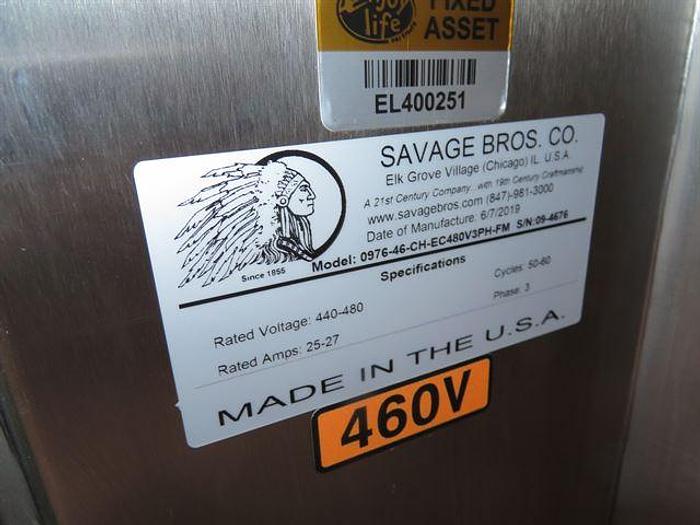 enjoy life
FIXED
ASSET
EL400251
SAVAGE BROS. CO.
Elk Grove Village (Chicago) IL. U.S.A.
A 21st Century Company... with 19th Century Craftmanship
www.savagebros.com (847)-981-3000
Date of Manufacture: 6/7/2019
Model: 0976-46-CH-EC480V3PH-FM S/N:09-4676
Since 1855
Specifications
Rated Voltage: 440-480 Cycles: 50-60
Rated Amps: 25-27 Phase: 3
MADE IN THE U.S.A.
460V